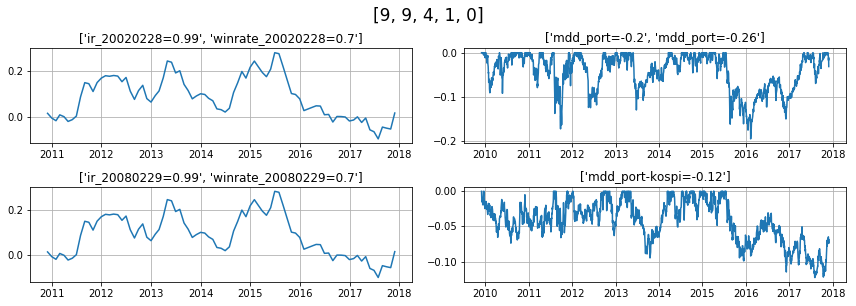 [9, 9, 4, 1, 0]
['ir_20020228=0.99', 'winrate_20020228=0.7']
0.2
0.0
2011 2012 2013 2014 2015 2016 2017 2018
['mdd_port=-0.2', 'mdd_port=-0.26']
0.0
−0.1
−0.2
2010 2011 2012 2013 2014 2015 2016 2017 2018
['ir_20080229=0.99', 'winrate_20080229=0.7']
0.2
0.0
2011 2012 2013 2014 2015 2016 2017 2018
['mdd_port-kospi=-0.12']
0.00
−0.05
−0.10
2010 2011 2012 2013 2014 2015 2016 2017 2018